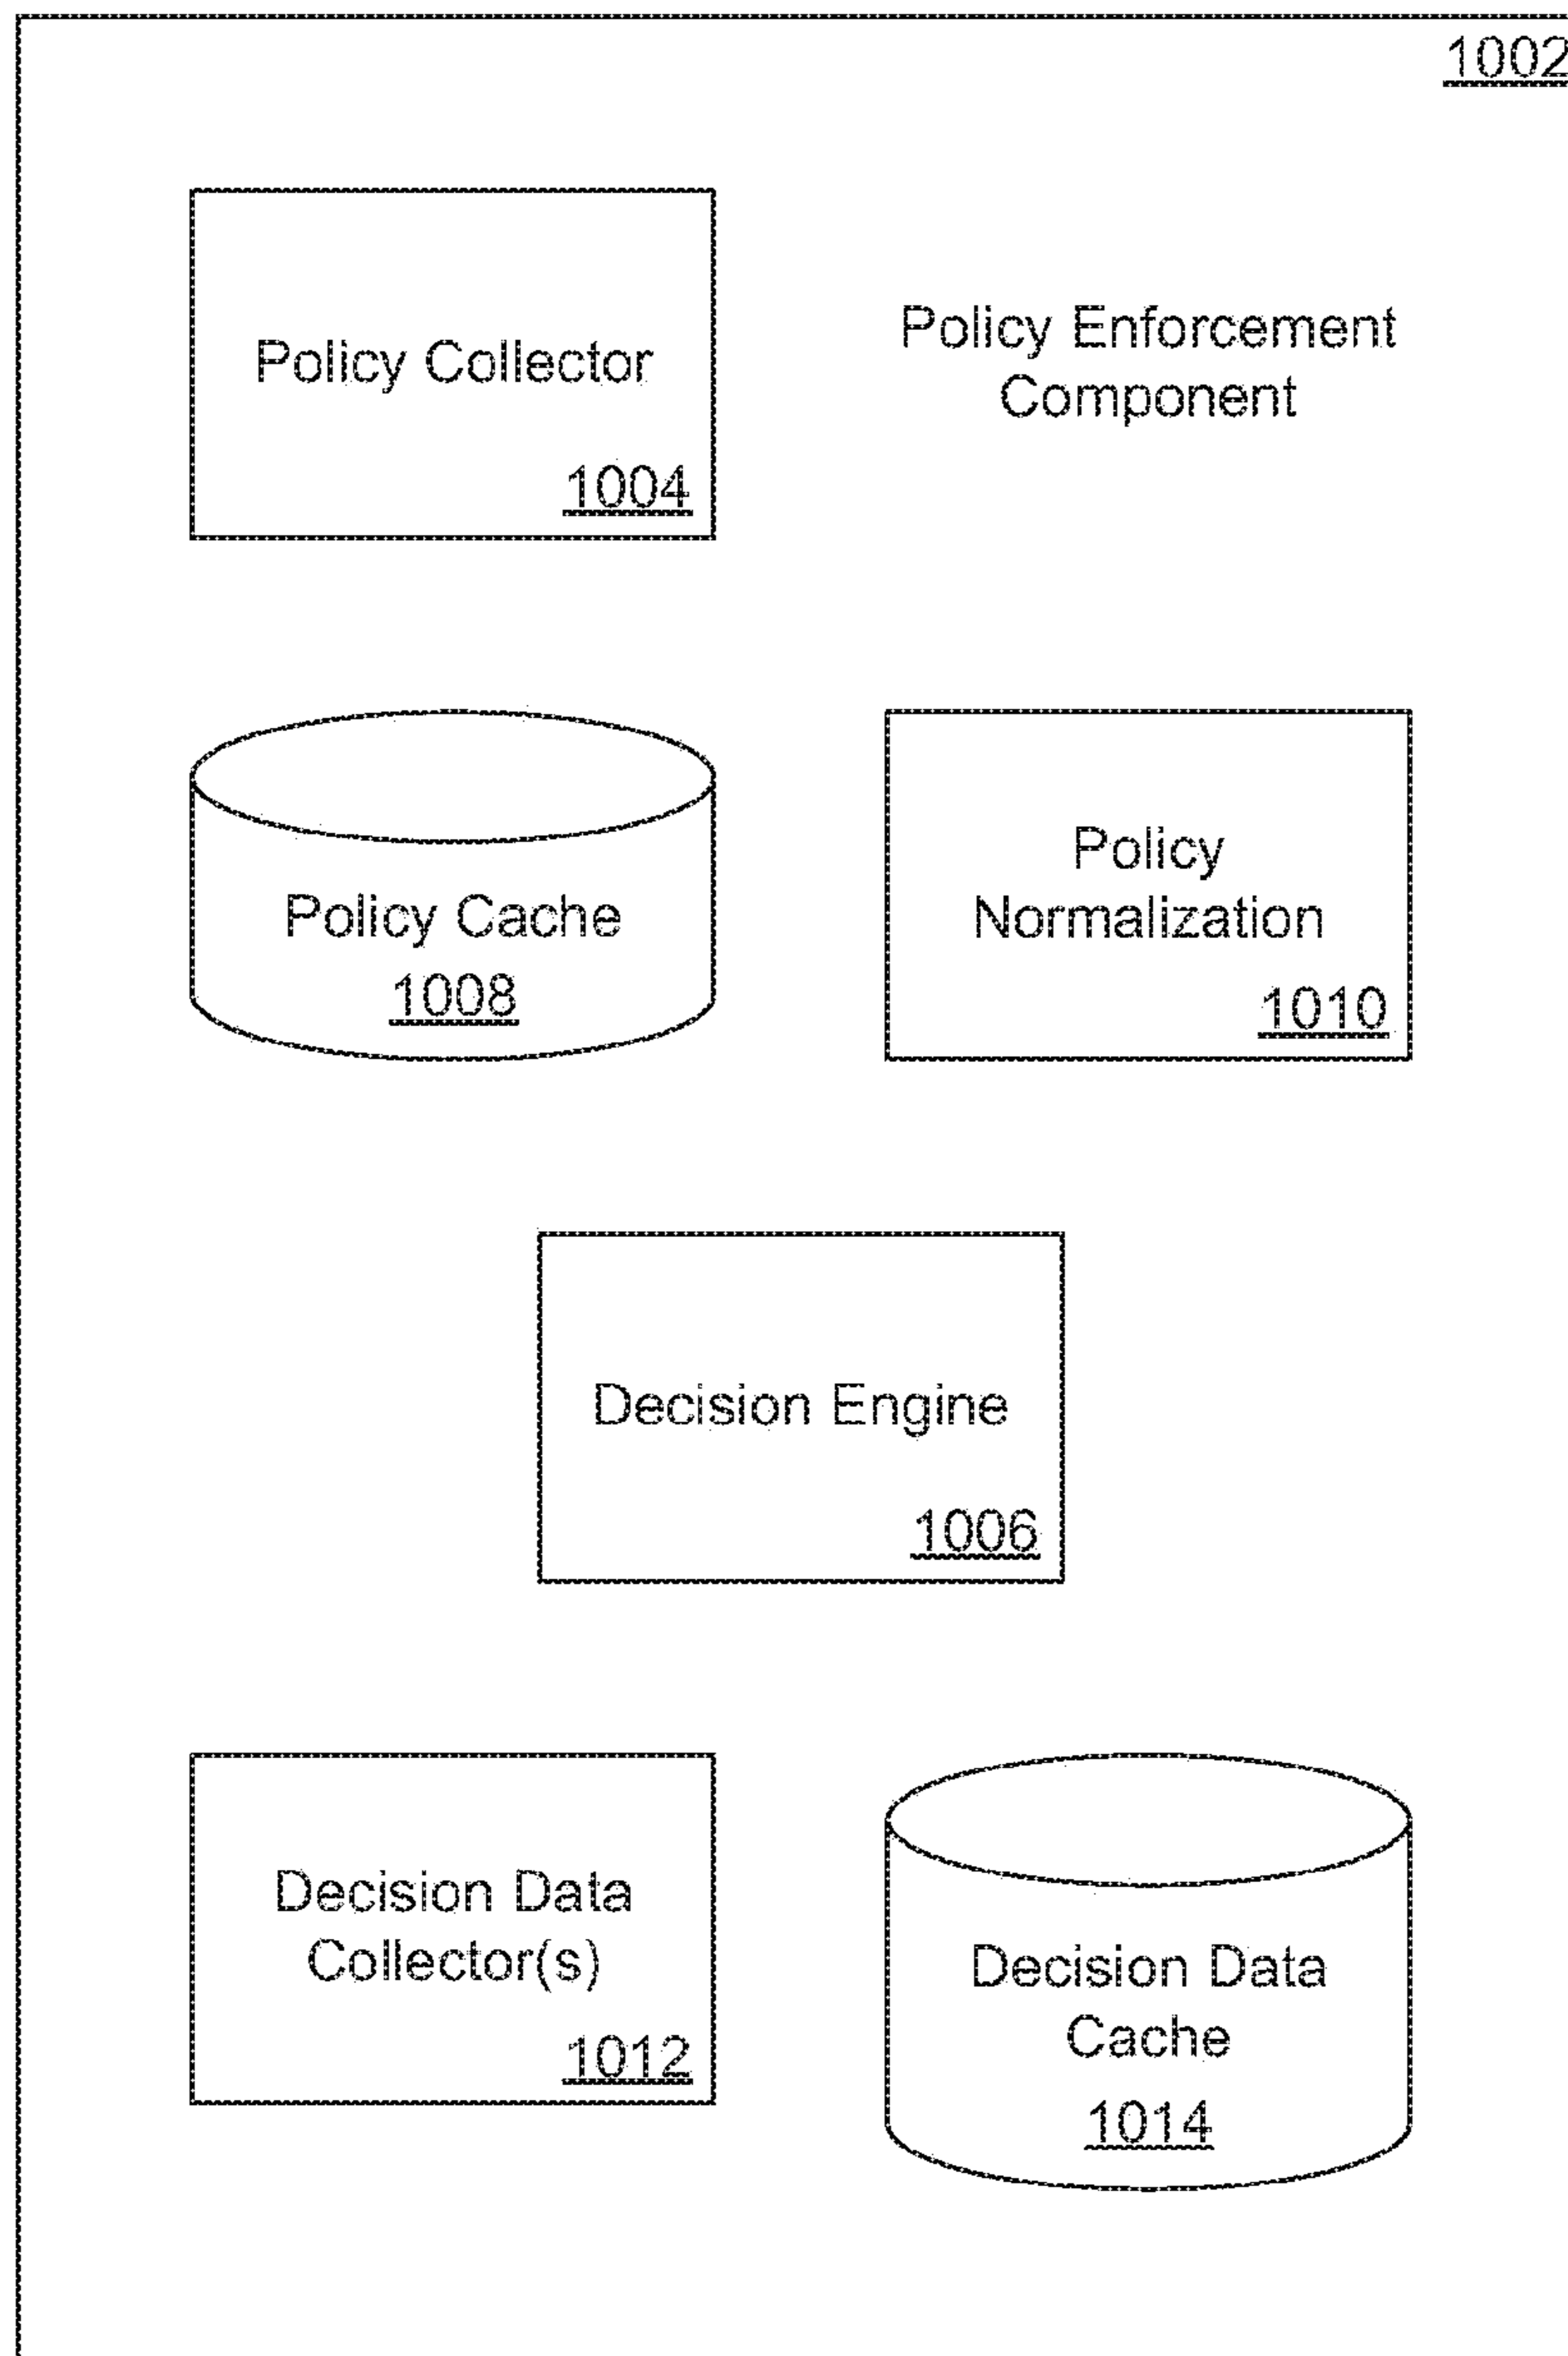 1002
Policy Collector
1004
Policy Enforcement
Component
Policy Cache
1008
Policy
Normalization
1010
Decision Engine
1006
Decision Data
Collector(s)
1012
Decision Data
Cache
1014